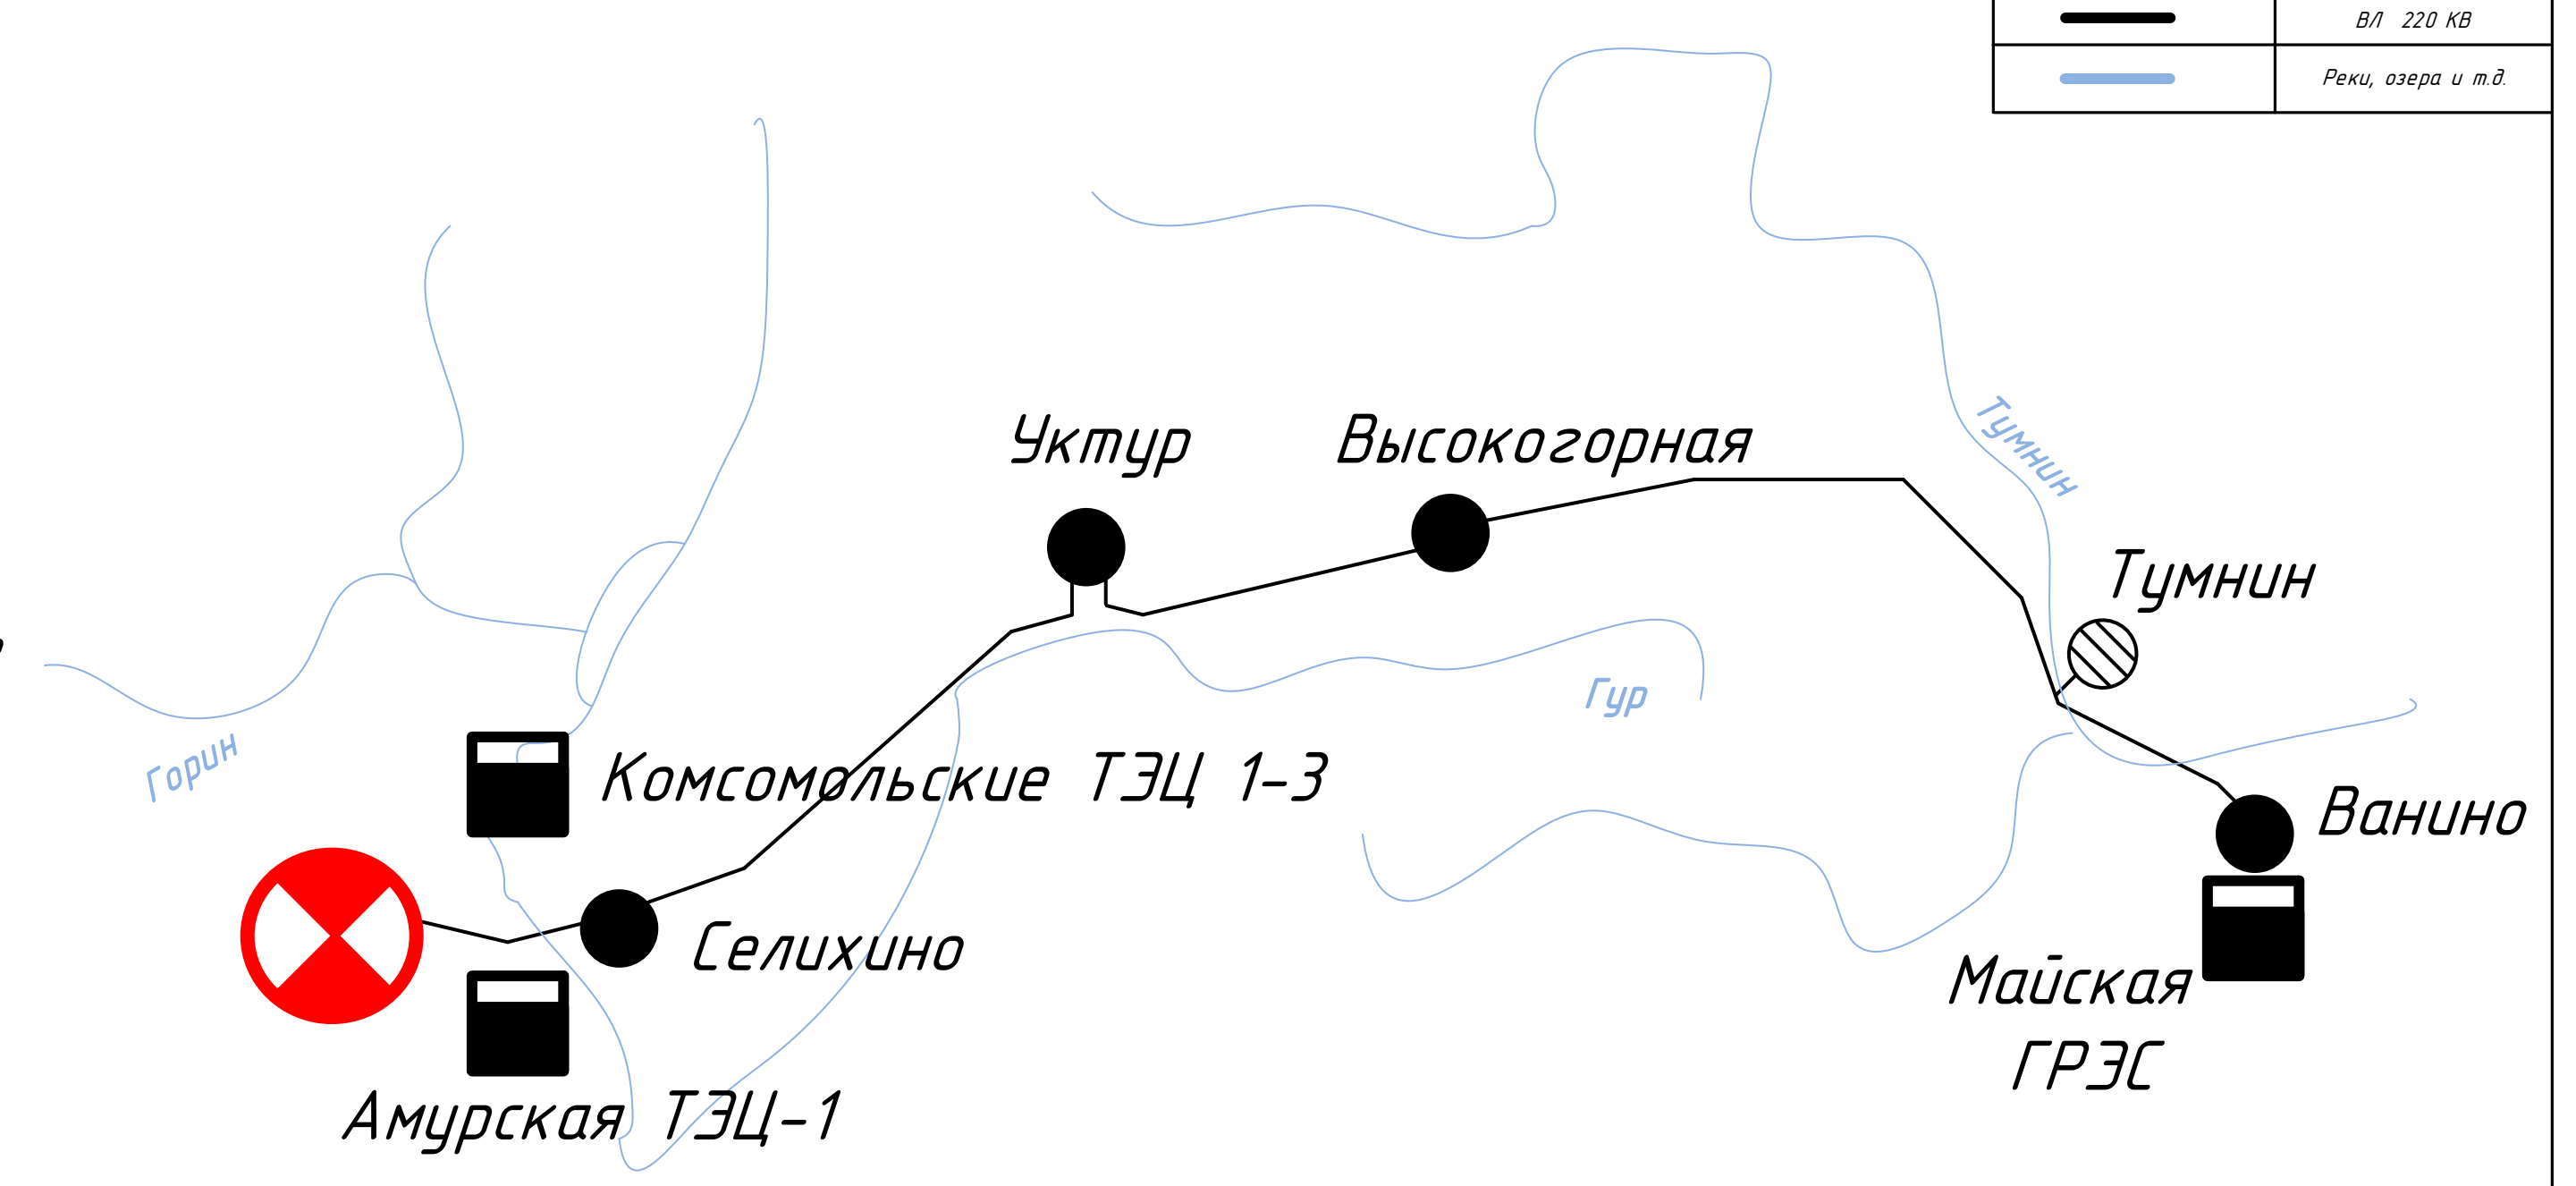 ВЛ 220 КВ
Реки, озера и т.д.
Уктур
Высокогорная
Тумнин
Тумнин
Гур
Горин
Комсомольские ТЭЦ 1-3
Ванино
Селихино
Майская
ГРЭС
Амурская ТЭЦ-1